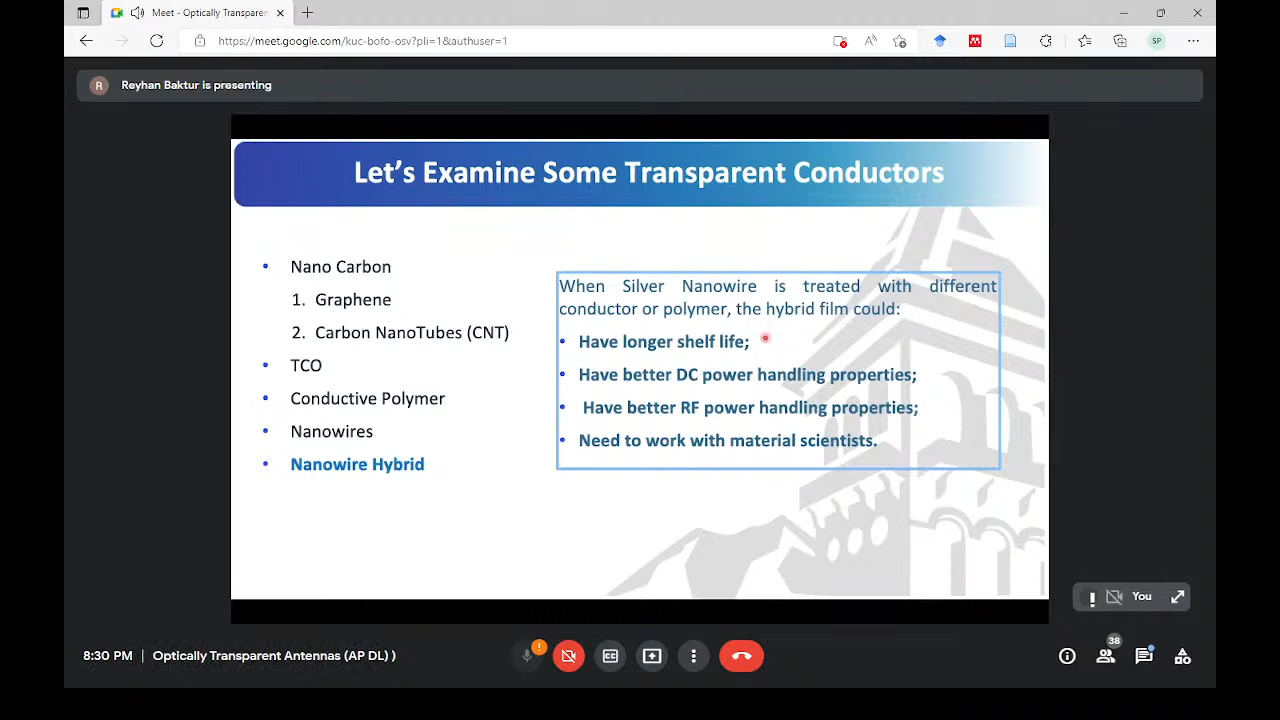 Meet - Optically Transparen
https://meet.google.com/kuc-bofo-osv?pli=1&authuser=1
SP
R
Reyhan Baktur is presenting
Let's Examine Some Transparent Conductors
• Nano Carbon
1. Graphene
2. Carbon NanoTubes (CNT)
• TCO
• Conductive Polymer
• Nanowires
• Nanowire Hybrid
When Silver Nanowire is treated with different
conductor or polymer, the hybrid film could:
• Have longer shelf life;
• Have better DC power handling properties;
• Have better RF power handling properties;
• Need to work with material scientists.
You
8:30 PM | Optically Transparent Antennas (AP DL) )
38